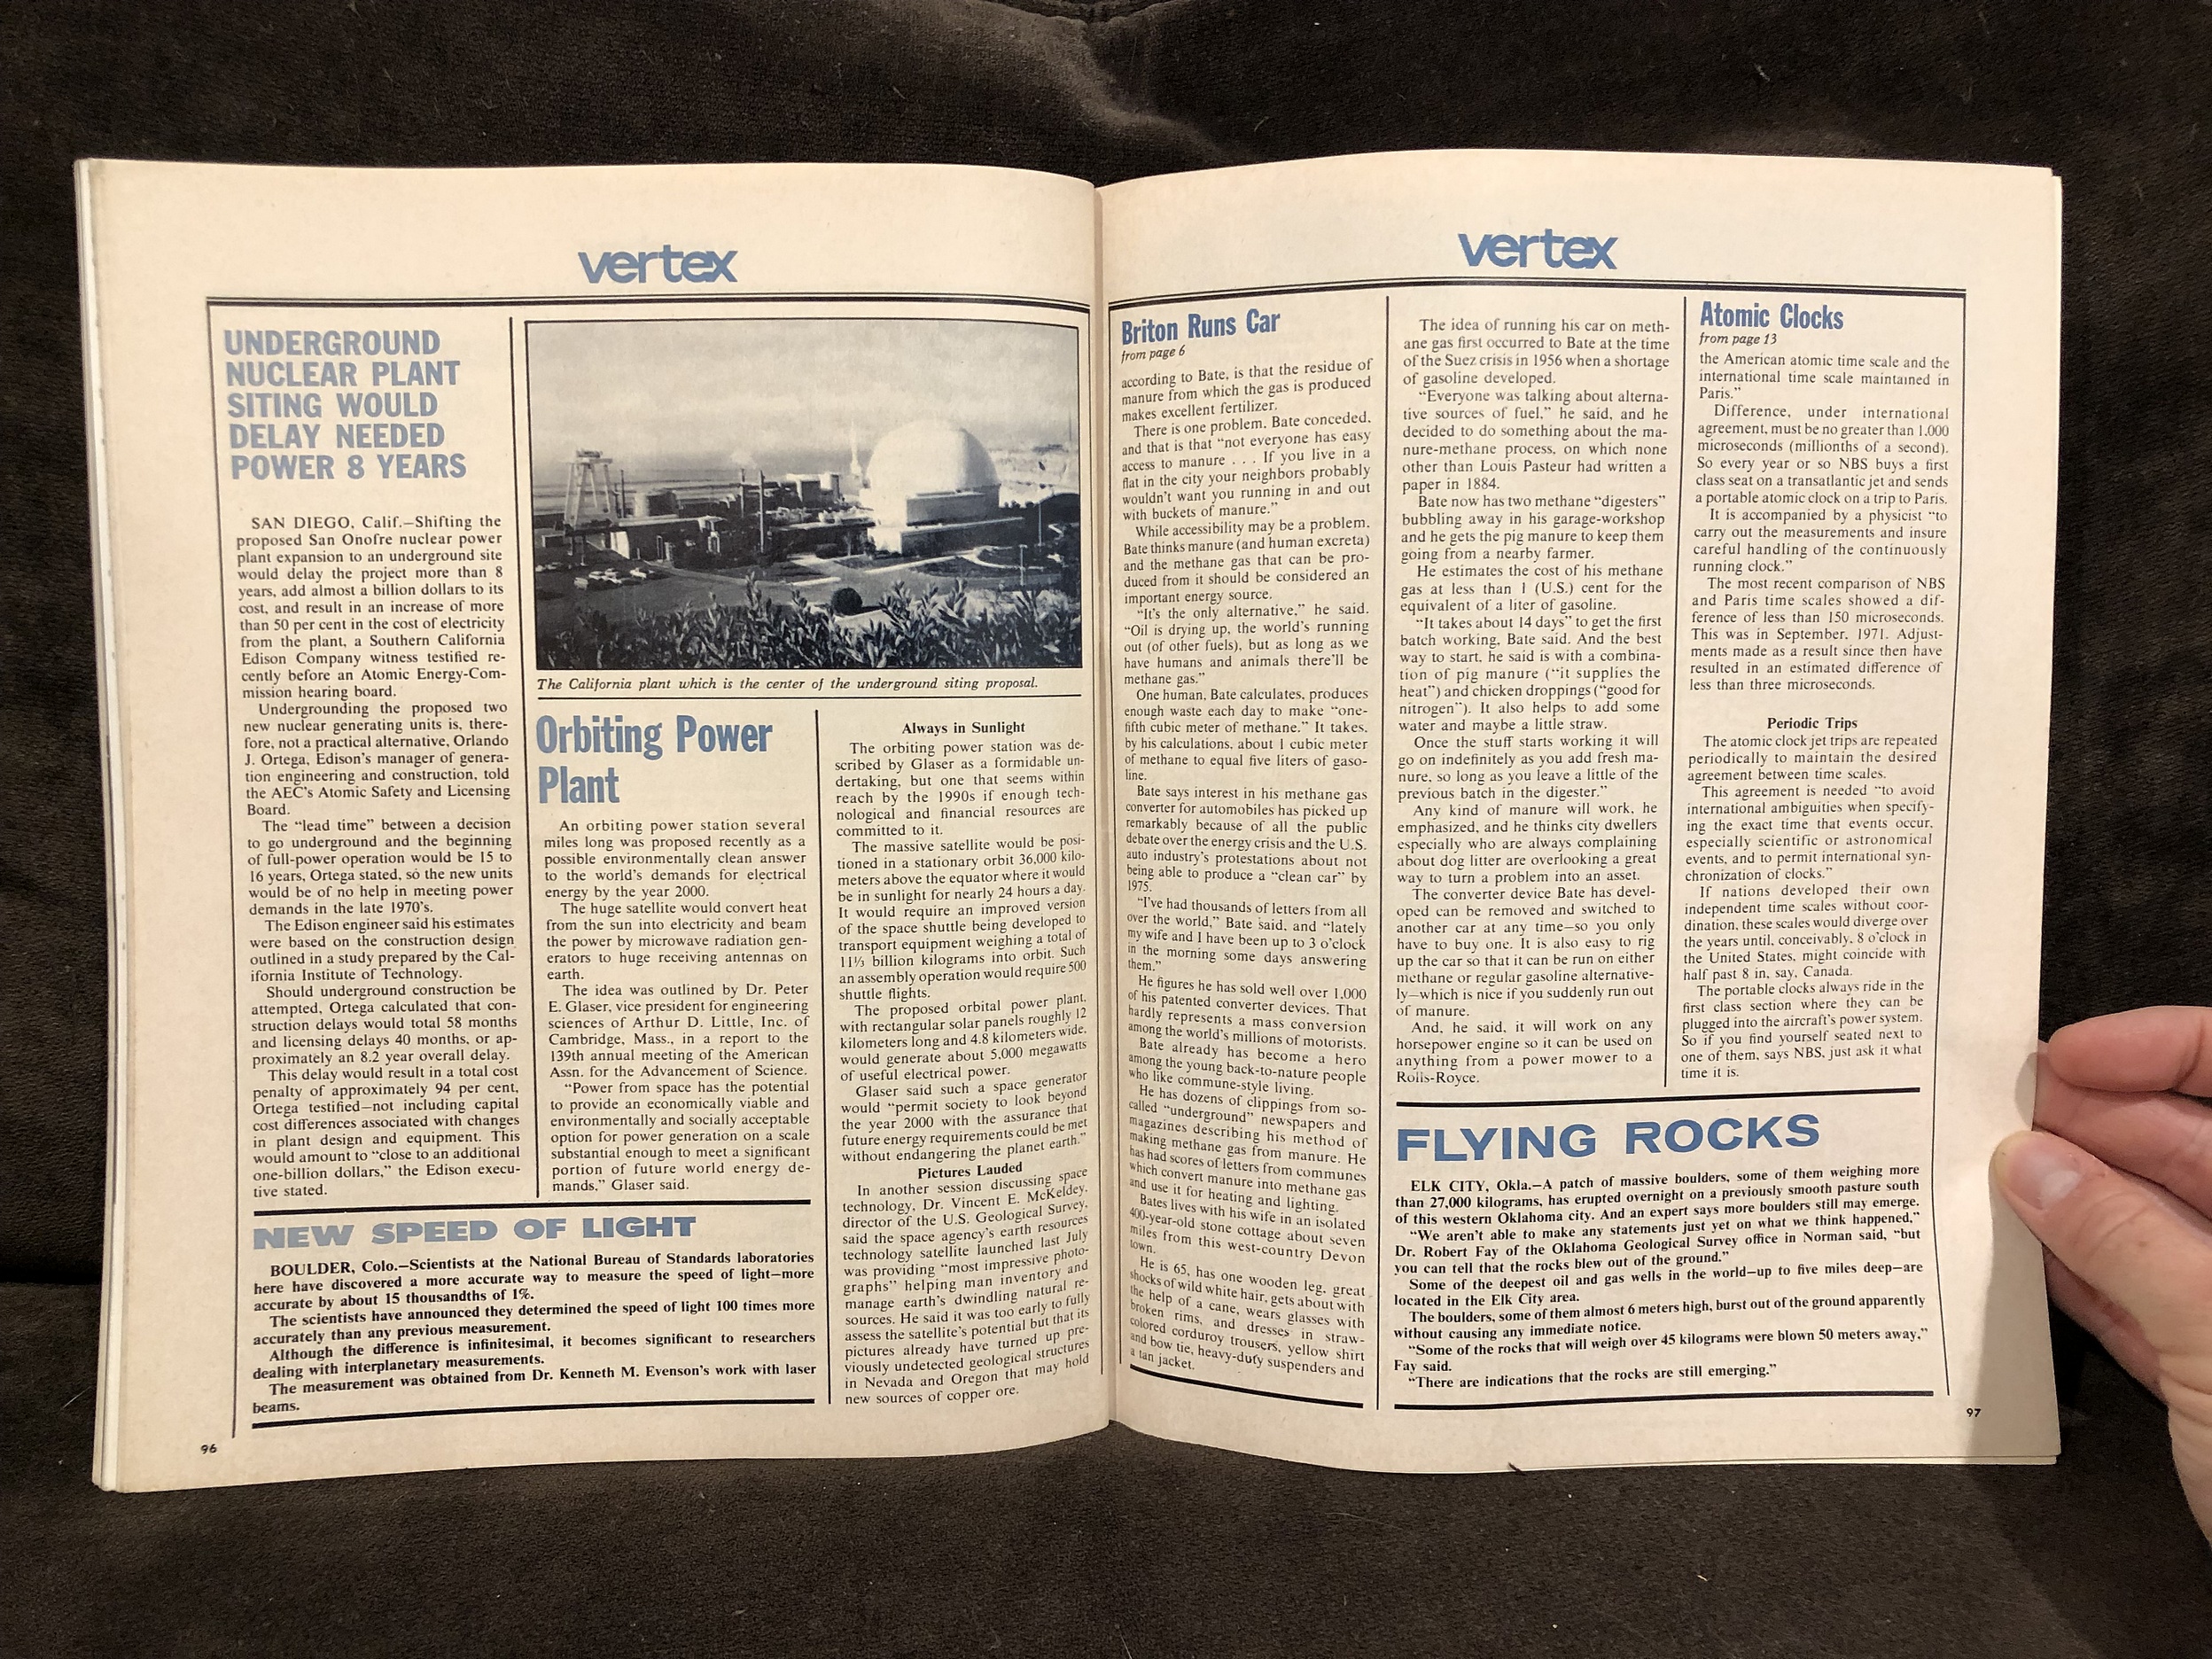 vertex
UNDERGROUND
NUCLEAR PLANT
SITING WOULD
DELAY NEEDED
POWER 8 YEARS
SAN DIEGO, Calif.—Shifting the
proposed San Onofre nuclear power
plant expansion to an underground site
would delay the project more than 8
years, add almost a billion dollars to its
cost, and result in an increase of more
than 50 per cent in the cost of electricity
from the plant, a Southern California
Edison Company witness testified re-
cently before an Atomic Energy-Com-
mission hearing board.
Undergrounding the proposed two
new nuclear generating units is, there-
fore, not a practical alternative, Orlando
J. Ortega, Edison's manager of genera-
tion engineering and construction, told
the AEC's Atomic Safety and Licensing
Board.
The “lead time” between a decision
to go underground and the beginning
of full-power operation would be 15 to
16 years, Ortega stated, so the new units
would be of no help in meeting power
demands in the late 1970's.
The Edison engineer said his estimates
were based on the construction design
outlined in a study prepared by the Cal-
ifornia Institute of Technology.
Should underground construction be
attempted, Ortega calculated that con-
struction delays would total 58 months
and licensing delays 40 months, or ap-
proximately an 8.2 year overall delay.
This delay would result in a total cost
penalty of approximately 94 per cent,
Ortega testified—not including capital
cost differences associated with changes
in plant design and equipment. This
would amount to “close to an additional
one-billion dollars,” the Edison execu-
tive stated.
The California plant which is the center of the underground siting proposal.
Orbiting Power
Plant
An orbiting power station several
miles long was proposed recently as a
possible environmentally clean answer
to the world's demands for electrical
energy by the year 2000.
The huge satellite would convert heat
from the sun into electricity and beam
the power by microwave radiation gen-
erators to huge receiving antennas on
earth.
The idea was outlined by Dr. Peter
E. Glaser, vice president for engineering
sciences of Arthur D. Little, Inc. of
Cambridge, Mass., in a report to the
139th annual meeting of the American
Assn. for the Advancement of Science.
“Power from space has the potential
to provide an economically viable and
environmentally and socially acceptable
option for power generation on a scale
substantial enough to meet a significant
portion of future world energy de-
mands,” Glaser said.
Always in Sunlight
The orbiting power station was de-
scribed by Glaser as a formidable un-
dertaking, but one that seems within
reach by the 1990s if enough tech-
nological and financial resources are
committed to it.
The massive satellite would be posi-
tioned in a stationary orbit 36,000 kilo-
meters above the equator where it would
be in sunlight for nearly 24 hours a day.
It would require an improved version
of the space shuttle being developed to
transport equipment weighing a total of
11⅓ billion kilograms into orbit. Such
an assembly operation would require 500
shuttle flights.
The proposed orbital power plant,
with rectangular solar panels roughly 12
kilometers long and 4.8 kilometers wide,
would generate about 5,000 megawatts
of useful electrical power.
Glaser said such a space generator
would “permit society to look beyond
the year 2000 with the assurance that
future energy requirements could be met
without endangering the planet earth.”
Pictures Lauded
In another session discussing space
technology, Dr. Vincent E. McKeldey,
director of the U.S. Geological Survey,
said the space agency's earth resources
technology satellite launched last July
was providing “most impressive photo-
graphs” helping man inventory and
manage earth's dwindling natural re-
sources. He said it was too early to fully
assess the satellite's potential but that its
pictures already have turned up pre-
viously undetected geological structures
in Nevada and Oregon that may hold
new sources of copper ore.
NEW SPEED OF LIGHT
BOULDER, Colo.—Scientists at the National Bureau of Standards laboratories
here have discovered a more accurate way to measure the speed of light—more
accurate by about 15 thousandths of 1%.
The scientists have announced they determined the speed of light 100 times more
accurately than any previous measurement.
Although the difference is infinitesimal, it becomes significant to researchers
dealing with interplanetary measurements.
The measurement was obtained from Dr. Kenneth M. Evenson's work with laser
beams.
96
vertex
Briton Runs Car
from page 6
according to Bate, is that the residue of
manure from which the gas is produced
makes excellent fertilizer.
There is one problem. Bate conceded,
and that is that “not everyone has easy
access to manure . . . If you live in a
flat in the city your neighbors probably
wouldn't want you running in and out
with buckets of manure.”
While accessibility may be a problem,
Bate thinks manure (and human excreta)
and the methane gas that can be pro-
duced from it should be considered an
important energy source.
“It's the only alternative,” he said.
“Oil is drying up, the world's running
out (of other fuels), but as long as we
have humans and animals there'll be
methane gas.”
One human, Bate calculates, produces
enough waste each day to make “one-
fifth cubic meter of methane.” It takes,
by his calculations, about 1 cubic meter
of methane to equal five liters of gaso-
line.
Bate says interest in his methane gas
converter for automobiles has picked up
remarkably because of all the public
debate over the energy crisis and the U.S.
auto industry's protestations about not
being able to produce a “clean car” by
1975.
“I've had thousands of letters from all
over the world,” Bate said, and “lately
my wife and I have been up to 3 o'clock
in the morning some days answering
them.”
He figures he has sold well over 1,000
of his patented converter devices. That
hardly represents a mass conversion
among the world's millions of motorists.
Bate already has become a hero
among the young back-to-nature people
who like commune-style living.
He has dozens of clippings from so-
called “underground” newspapers and
magazines describing his method of
making methane gas from manure. He
has had scores of letters from communes
which convert manure into methane gas
and use it for heating and lighting.
Bates lives with his wife in an isolated
400-year-old stone cottage about seven
miles from this west-country Devon
town.
He is 65, has one wooden leg, great
shocks of wild white hair, gets about with
the help of a cane, wears glasses with
broken rims, and dresses in straw-
colored corduroy trousers, yellow shirt
and bow tie, heavy-duty suspenders and
a tan jacket.
The idea of running his car on meth-
ane gas first occurred to Bate at the time
of the Suez crisis in 1956 when a shortage
of gasoline developed.
“Everyone was talking about alterna-
tive sources of fuel,” he said, and he
decided to do something about the ma-
nure-methane process, on which none
other than Louis Pasteur had written a
paper in 1884.
Bate now has two methane “digesters”
bubbling away in his garage-workshop
and he gets the pig manure to keep them
going from a nearby farmer.
He estimates the cost of his methane
gas at less than 1 (U.S.) cent for the
equivalent of a liter of gasoline.
“It takes about 14 days” to get the first
batch working, Bate said. And the best
way to start, he said is with a combina-
tion of pig manure (“it supplies the
heat”) and chicken droppings (“good for
nitrogen”). It also helps to add some
water and maybe a little straw.
Once the stuff starts working it will
go on indefinitely as you add fresh ma-
nure, so long as you leave a little of the
previous batch in the digester.”
Any kind of manure will work, he
emphasized, and he thinks city dwellers
especially who are always complaining
about dog litter are overlooking a great
way to turn a problem into an asset.
The converter device Bate has devel-
oped can be removed and switched to
another car at any time—so you only
have to buy one. It is also easy to rig
up the car so that it can be run on either
methane or regular gasoline alternative-
ly—which is nice if you suddenly run out
of manure.
And, he said, it will work on any
horsepower engine so it can be used on
anything from a power mower to a
Rolls-Royce.
Atomic Clocks
from page 13
the American atomic time scale and the
international time scale maintained in
Paris.”
Difference, under international
agreement, must be no greater than 1,000
microseconds (millionths of a second).
So every year or so NBS buys a first
class seat on a transatlantic jet and sends
a portable atomic clock on a trip to Paris.
It is accompanied by a physicist “to
carry out the measurements and insure
careful handling of the continuously
running clock.”
The most recent comparison of NBS
and Paris time scales showed a dif-
ference of less than 150 microseconds.
This was in September, 1971. Adjust-
ments made as a result since then have
resulted in an estimated difference of
less than three microseconds.
Periodic Trips
The atomic clock jet trips are repeated
periodically to maintain the desired
agreement between time scales.
This agreement is needed “to avoid
international ambiguities when specify-
ing the exact time that events occur,
especially scientific or astronomical
events, and to permit international syn-
chronization of clocks.”
If nations developed their own
independent time scales without coor-
dination, these scales would diverge over
the years until, conceivably, 8 o'clock in
the United States, might coincide with
half past 8 in, say, Canada.
The portable clocks always ride in the
first class section where they can be
plugged into the aircraft's power system.
So if you find yourself seated next to
one of them, says NBS, just ask it what
time it is.
FLYING ROCKS
ELK CITY, Okla.—A patch of massive boulders, some of them weighing more
than 27,000 kilograms, has erupted overnight on a previously smooth pasture south
of this western Oklahoma city. And an expert says more boulders still may emerge.
“We aren't able to make any statements just yet on what we think happened,”
Dr. Robert Fay of the Oklahoma Geological Survey office in Norman said, “but
you can tell that the rocks blew out of the ground.”
Some of the deepest oil and gas wells in the world—up to five miles deep—are
located in the Elk City area.
The boulders, some of them almost 6 meters high, burst out of the ground apparently
without causing any immediate notice.
“Some of the rocks that will weigh over 45 kilograms were blown 50 meters away,”
Fay said.
“There are indications that the rocks are still emerging.”
97